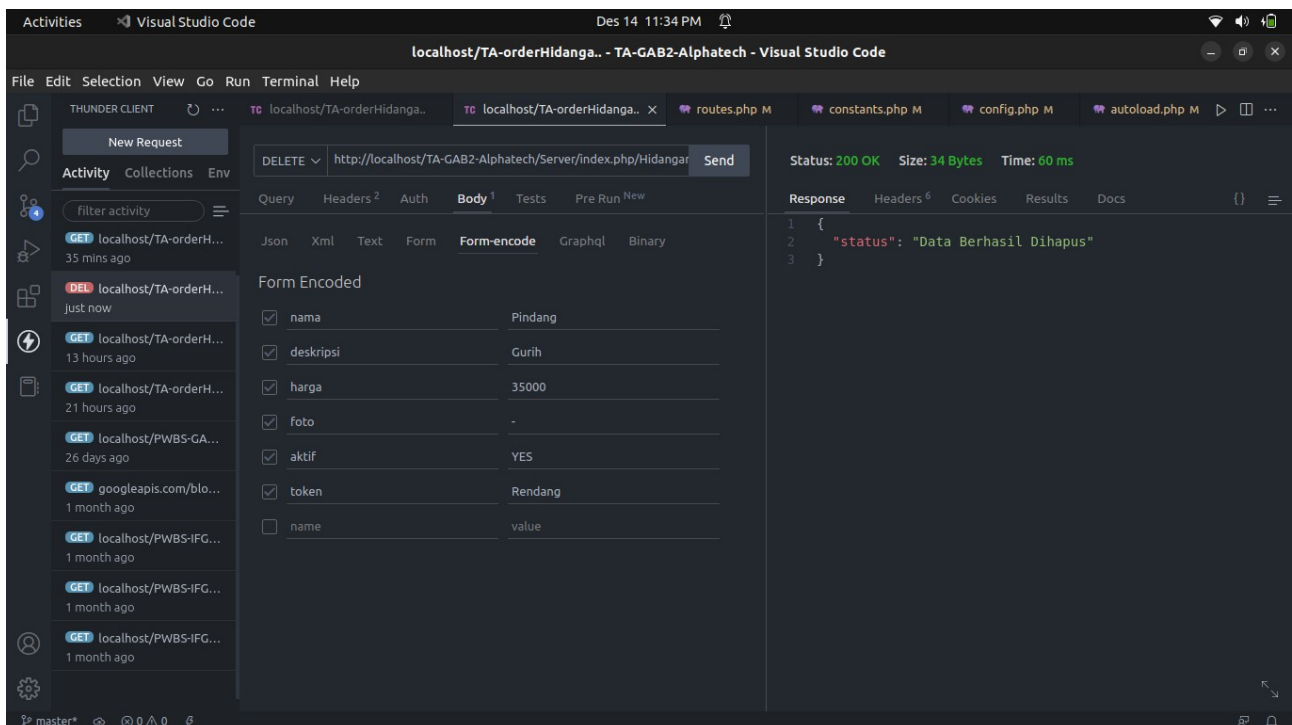 Activities Visual Studio Code Des 14 11:34 PM
localhost/TA-orderHidanga.. - TA-GAB2-Alphatech - Visual Studio Code
File Edit Selection View Go Run Terminal Help
THUNDER CLIENT ...
TC localhost/TA-orderHidanga.. TC localhost/TA-orderHidanga.. routes.php M constants.php M config.php M autoload.php M ...
New Request
Activity Collections Env
filter activity
GET localhost/TA-orderH...
35 mins ago
DEL localhost/TA-orderH...
just now
GET localhost/TA-orderH...
13 hours ago
GET localhost/TA-orderH...
21 hours ago
GET localhost/PWBS-GA...
26 days ago
GET googleapis.com/blo...
1 month ago
GET localhost/PWBS-IFG...
1 month ago
GET localhost/PWBS-IFG...
1 month ago
GET localhost/PWBS-IFG...
1 month ago
4
DELETE http://localhost/TA-GAB2-Alphatech/Server/index.php/Hidangan Send
Query Headers 2 Auth Body 1 Tests Pre Run New
Json Xml Text Form Form-encode Graphql Binary
Form Encoded
nama Pindang
deskripsi Gurih
harga 35000
foto -
aktif YES
token Rendang
name value
Status: 200 OK Size: 34 Bytes Time: 60 ms
Response Headers 6 Cookies Results Docs {}
1 {
2 "status": "Data Berhasil Dihapus"
3 }
master* 0 0